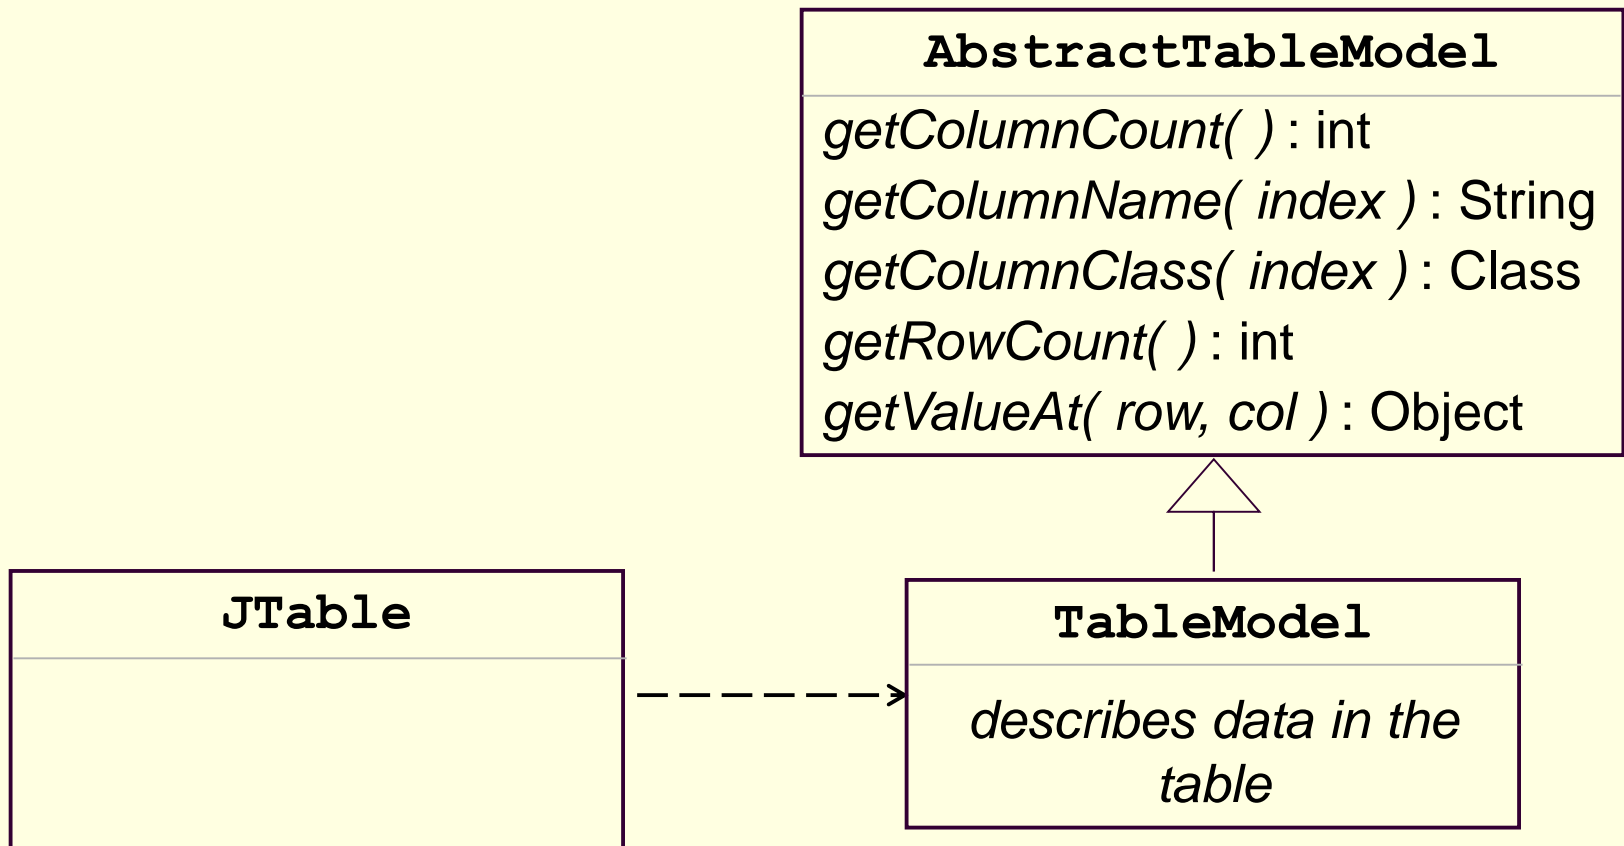 AbstractTableModel
getColumnCount( ) : int
getColumnName( index ) : String
getColumnClass( index ) : Class
getRowCount( ) : int
getValueAt( row, col ) : Object
JTable
TableModel
describes data in the
table